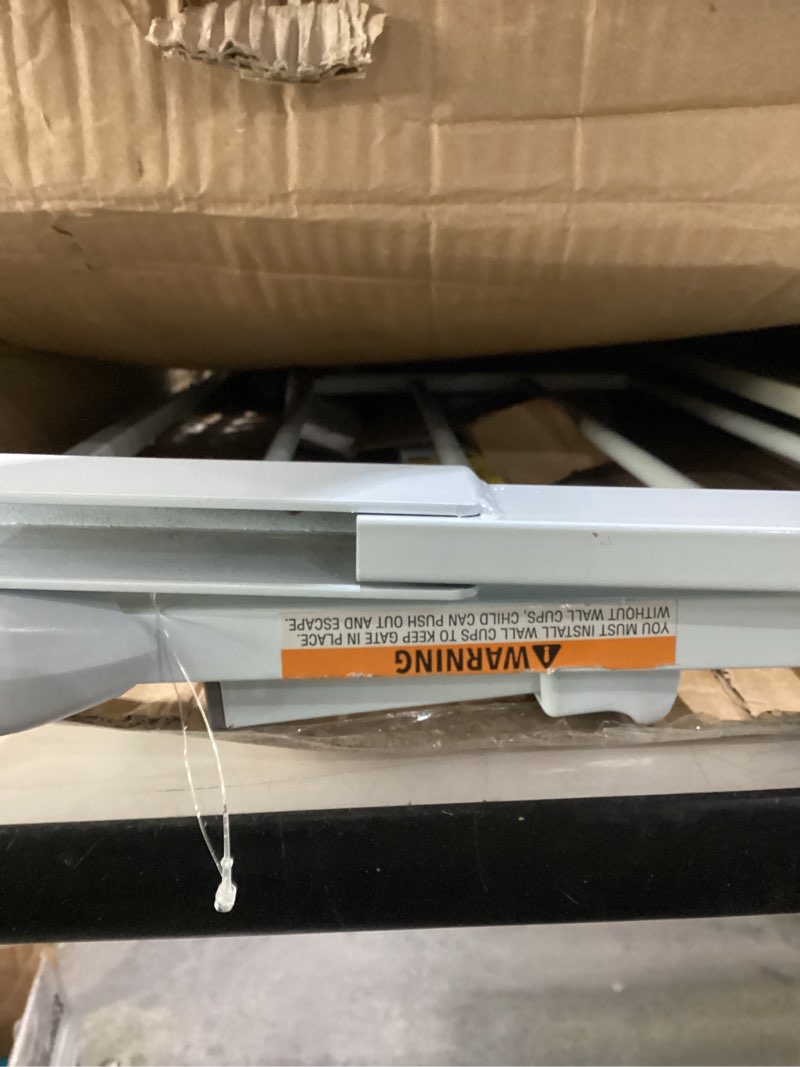 ⚠WARNING
YOU MUST INSTALL WALL CUPS TO KEEP GATE IN PLACE.
WITHOUT WALL CUPS, CHILD CAN PUSH OUT AND ESCAPE.